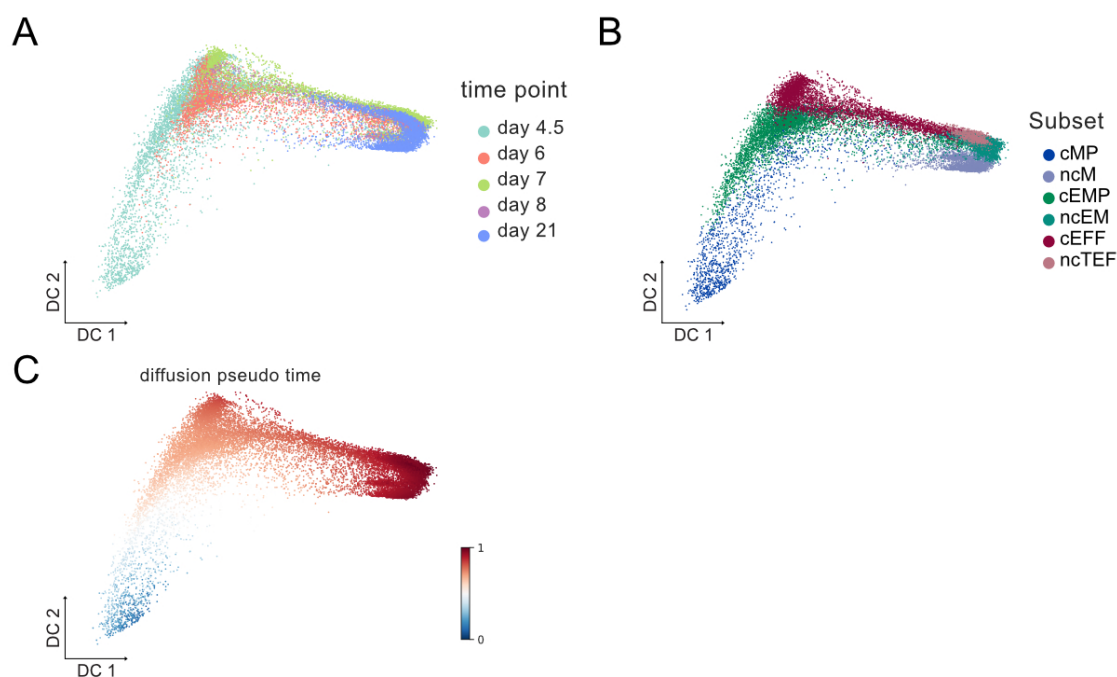 A
time point
day 4.5
day 6
day 7
day 8
day 21
DC 2
DC 1
B
Subset
cMP
ncM
cEMP
ncEM
cEFF
ncTEF
DC 2
DC 1
C
diffusion pseudo time
1
0
DC 2
DC 1